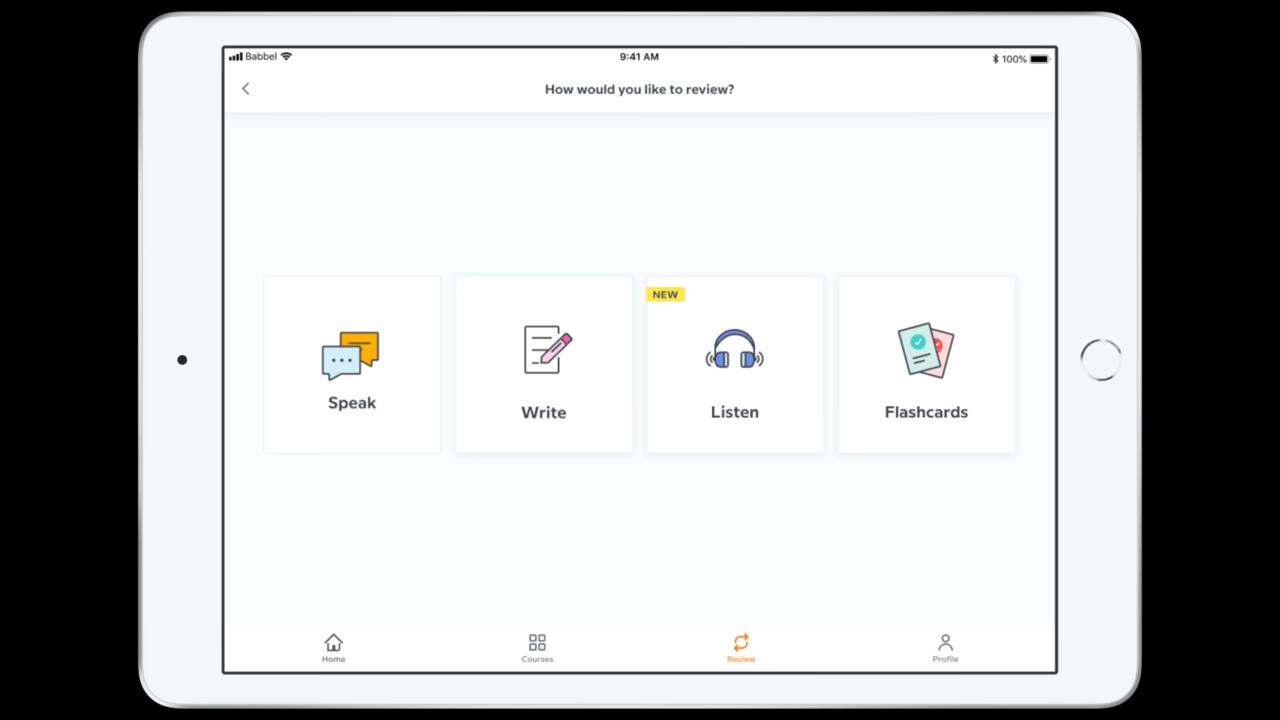 Babbel
9:41 AM
100%
How would you like to review?
NEW
Speak
Write
Listen
Flashcards
Home
Courses
Review
Profile